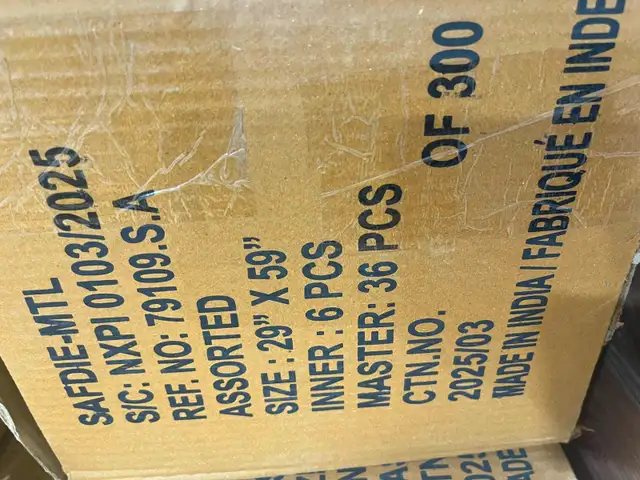 SAFDIE-MTL
S/C: NXPI 0103/2025
REF. NO: 79109.S.A
ASSORTED
SIZE : 29” X 59”
INNER : 6 PCS
MASTER: 36 PCS
CTN.NO. OF 300
2025/03
MADE IN INDIA / FABRIQUÉ EN INDE